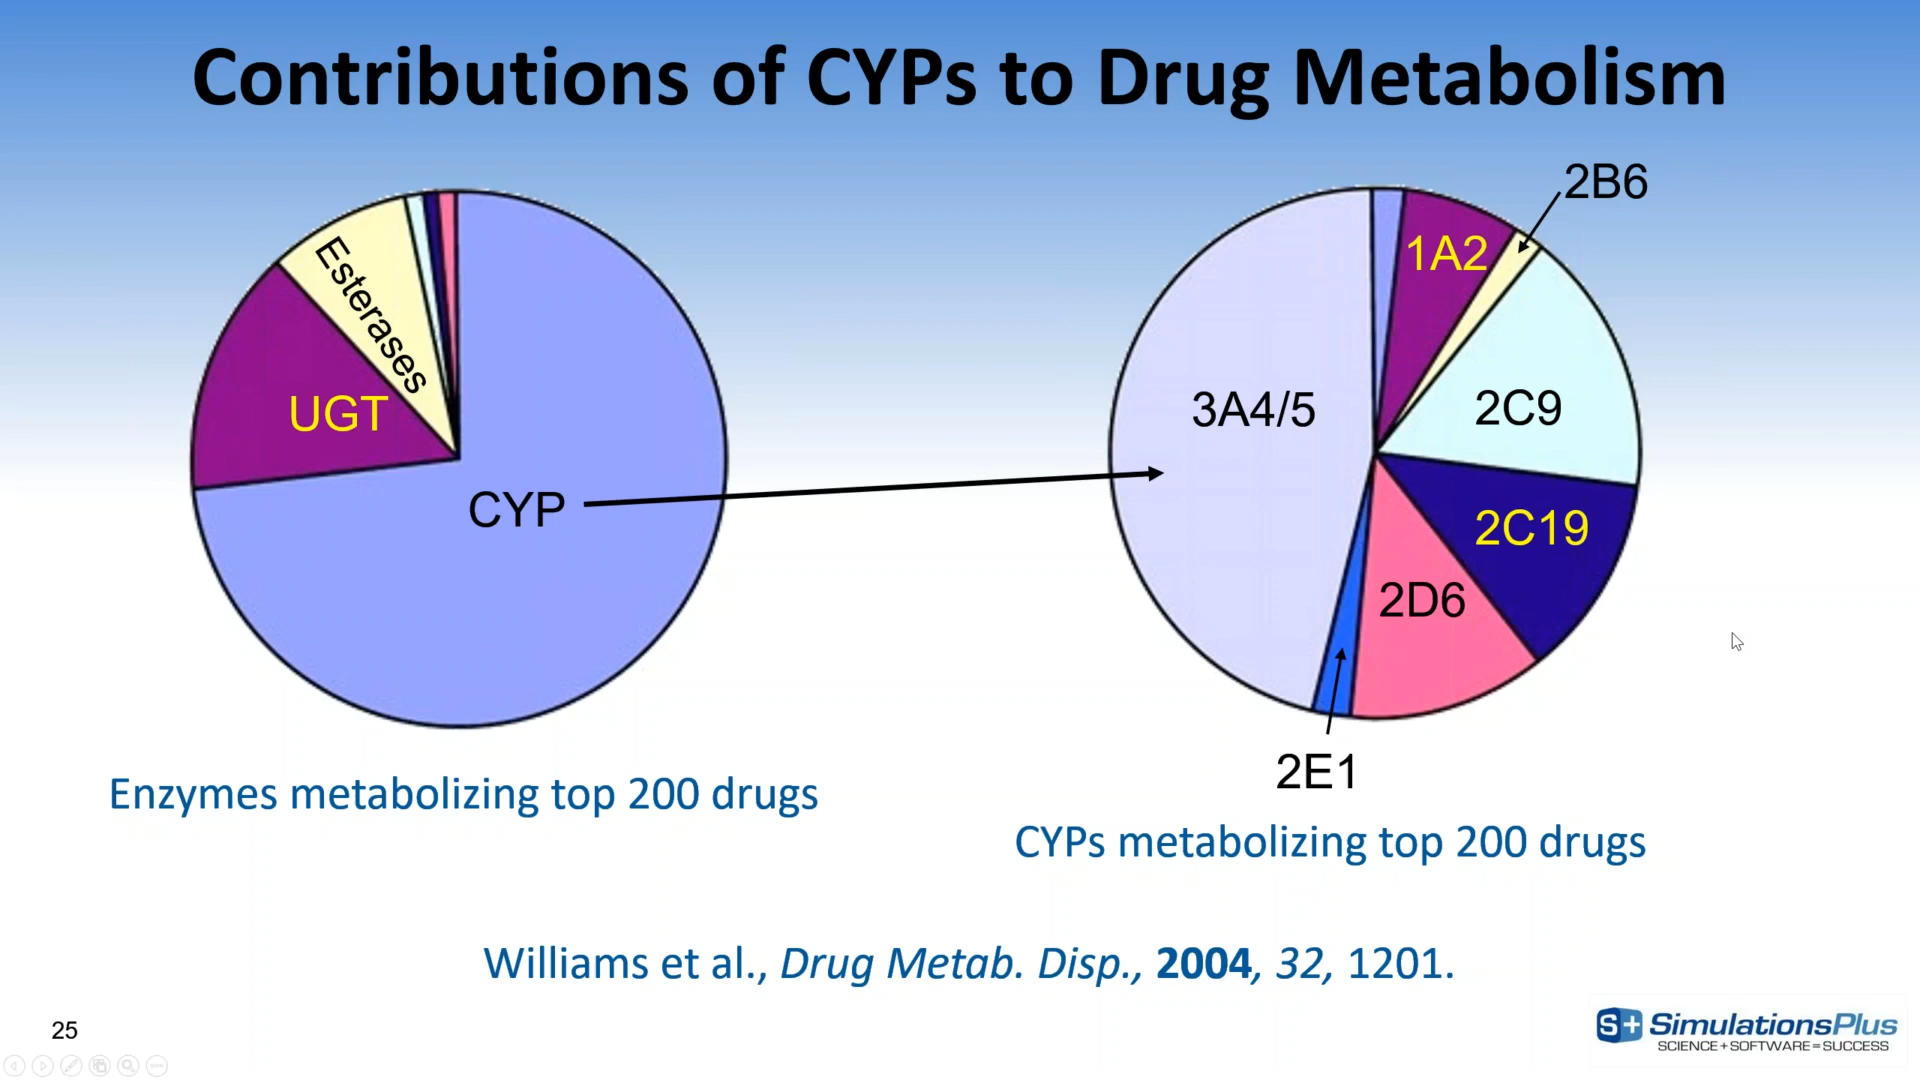 Contributions of CYPs to Drug Metabolism
Esterases
UGT
CYP
2B6
1A2
3A4/5
2C9
2C19
2D6
2E1
Enzymes metabolizing top 200 drugs
CYPs metabolizing top 200 drugs
Williams et al., Drug Metab. Disp., 2004, 32, 1201.
25
S+ SimulationsPlus
SCIENCE + SOFTWARE = SUCCESS